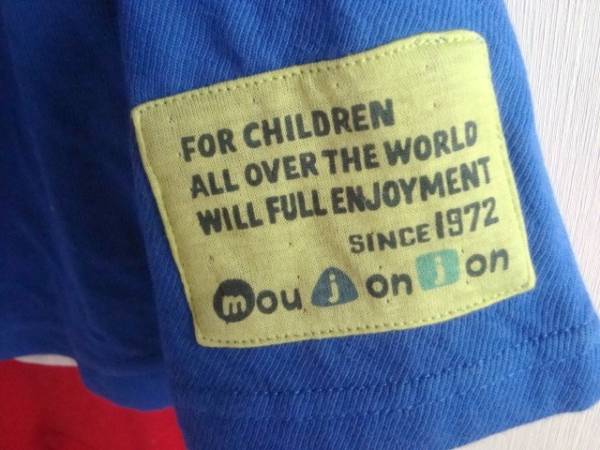 FOR CHILDREN
ALL OVER THE WORLD
WILL FULL ENJOYMENT
SINCE 1972
moujonjon